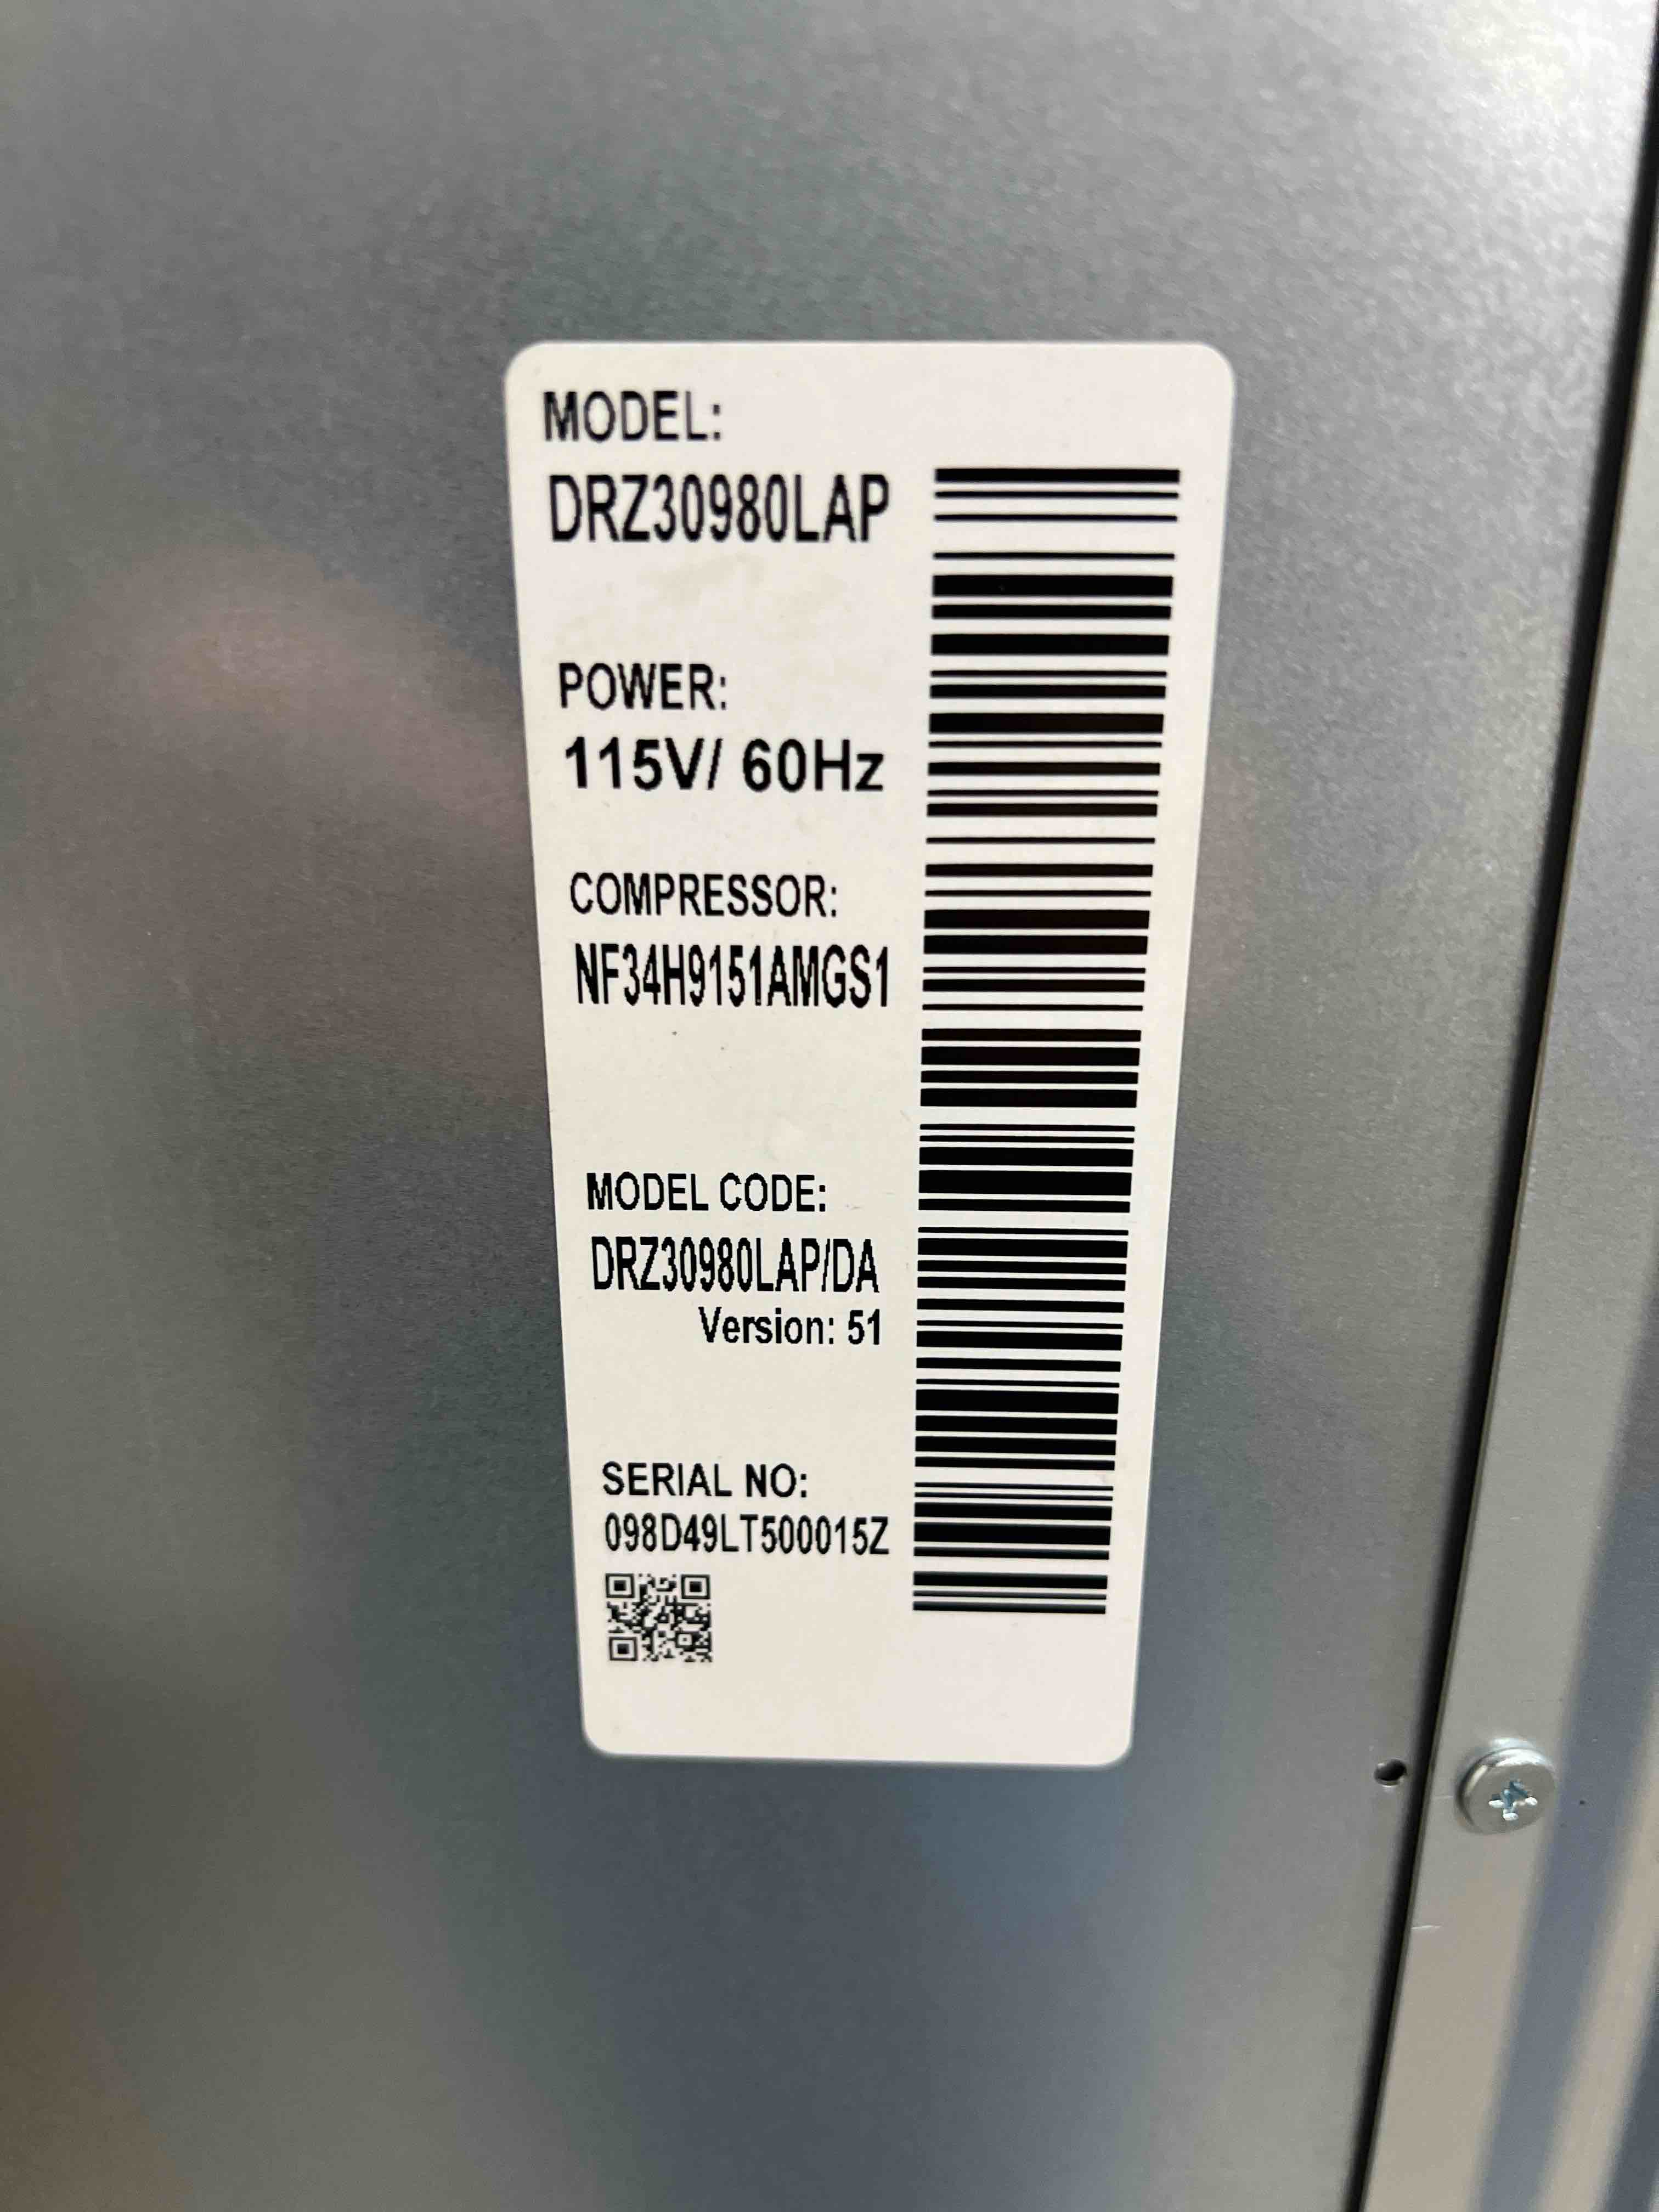 MODEL:
DRZ30980LAP
POWER:
115V/ 60Hz
COMPRESSOR:
NF34H9151AMGS1
MODEL CODE:
DRZ30980LAP/DA
Version: 51
SERIAL NO:
098D49LT500015Z